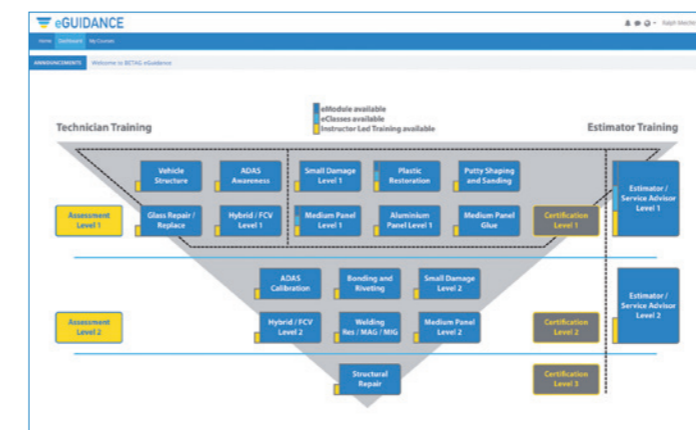 eGUIDANCE
Ralph
Home Dashboard My Courses
ANNOUNCEMENTS Welcome to BETAG eGuidance
eModule available
eClasses available
Instructor Led Training available
Technician Training
Estimator Training
Vehicle
Structure
ADAS
Awareness
Small Damage
Level 1
Plastic
Restoration
Putty Shaping
and Sanding
Estimator /
Service Advisor
Level 1
Assessment
Level 1
Glass Repair /
Replace
Hybrid / FCV
Level 1
Medium Panel
Level 1
Aluminium
Panel Level 1
Medium Panel
Glue
Certification
Level 1
ADAS
Calibration
Bonding and
Riveting
Small Damage
Level 2
Estimator /
Service Advisor
Level 2
Assessment
Level 2
Hybrid / FCV
Level 2
Welding
Res / MAG / MIG
Medium Panel
Level 2
Certification
Level 2
Structural
Repair
Certification
Level 3